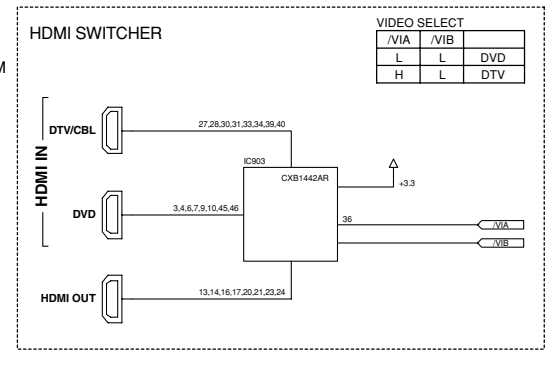 HDMI SWITCHER
VIDEO SELECT
/VIA /VIB
L L DVD
H L DTV
M
HDMI IN
DTV/CBL
27,28,30,31,33,34,39,40
IC903
CXB1442AR
+3.3
DVD
3,4,6,7,9,10,45,46
36
/VIA
/VIB
HDMI OUT
13,14,16,17,20,21,23,24